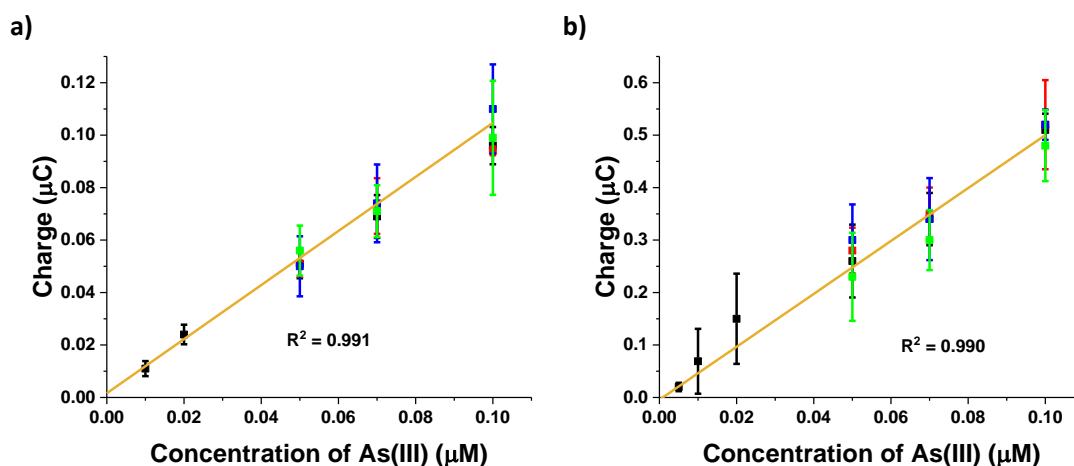 a)
0.12
0.10
0.08
0.06
0.04
0.02
0.00
Charge (μC)
R² = 0.991
0.00 0.02 0.04 0.06 0.08 0.10
Concentration of As(III) (μM)
b)
0.6
0.5
0.4
0.3
0.2
0.1
0.0
Charge (μC)
R² = 0.990
0.00 0.02 0.04 0.06 0.08 0.10
Concentration of As(III) (μM)